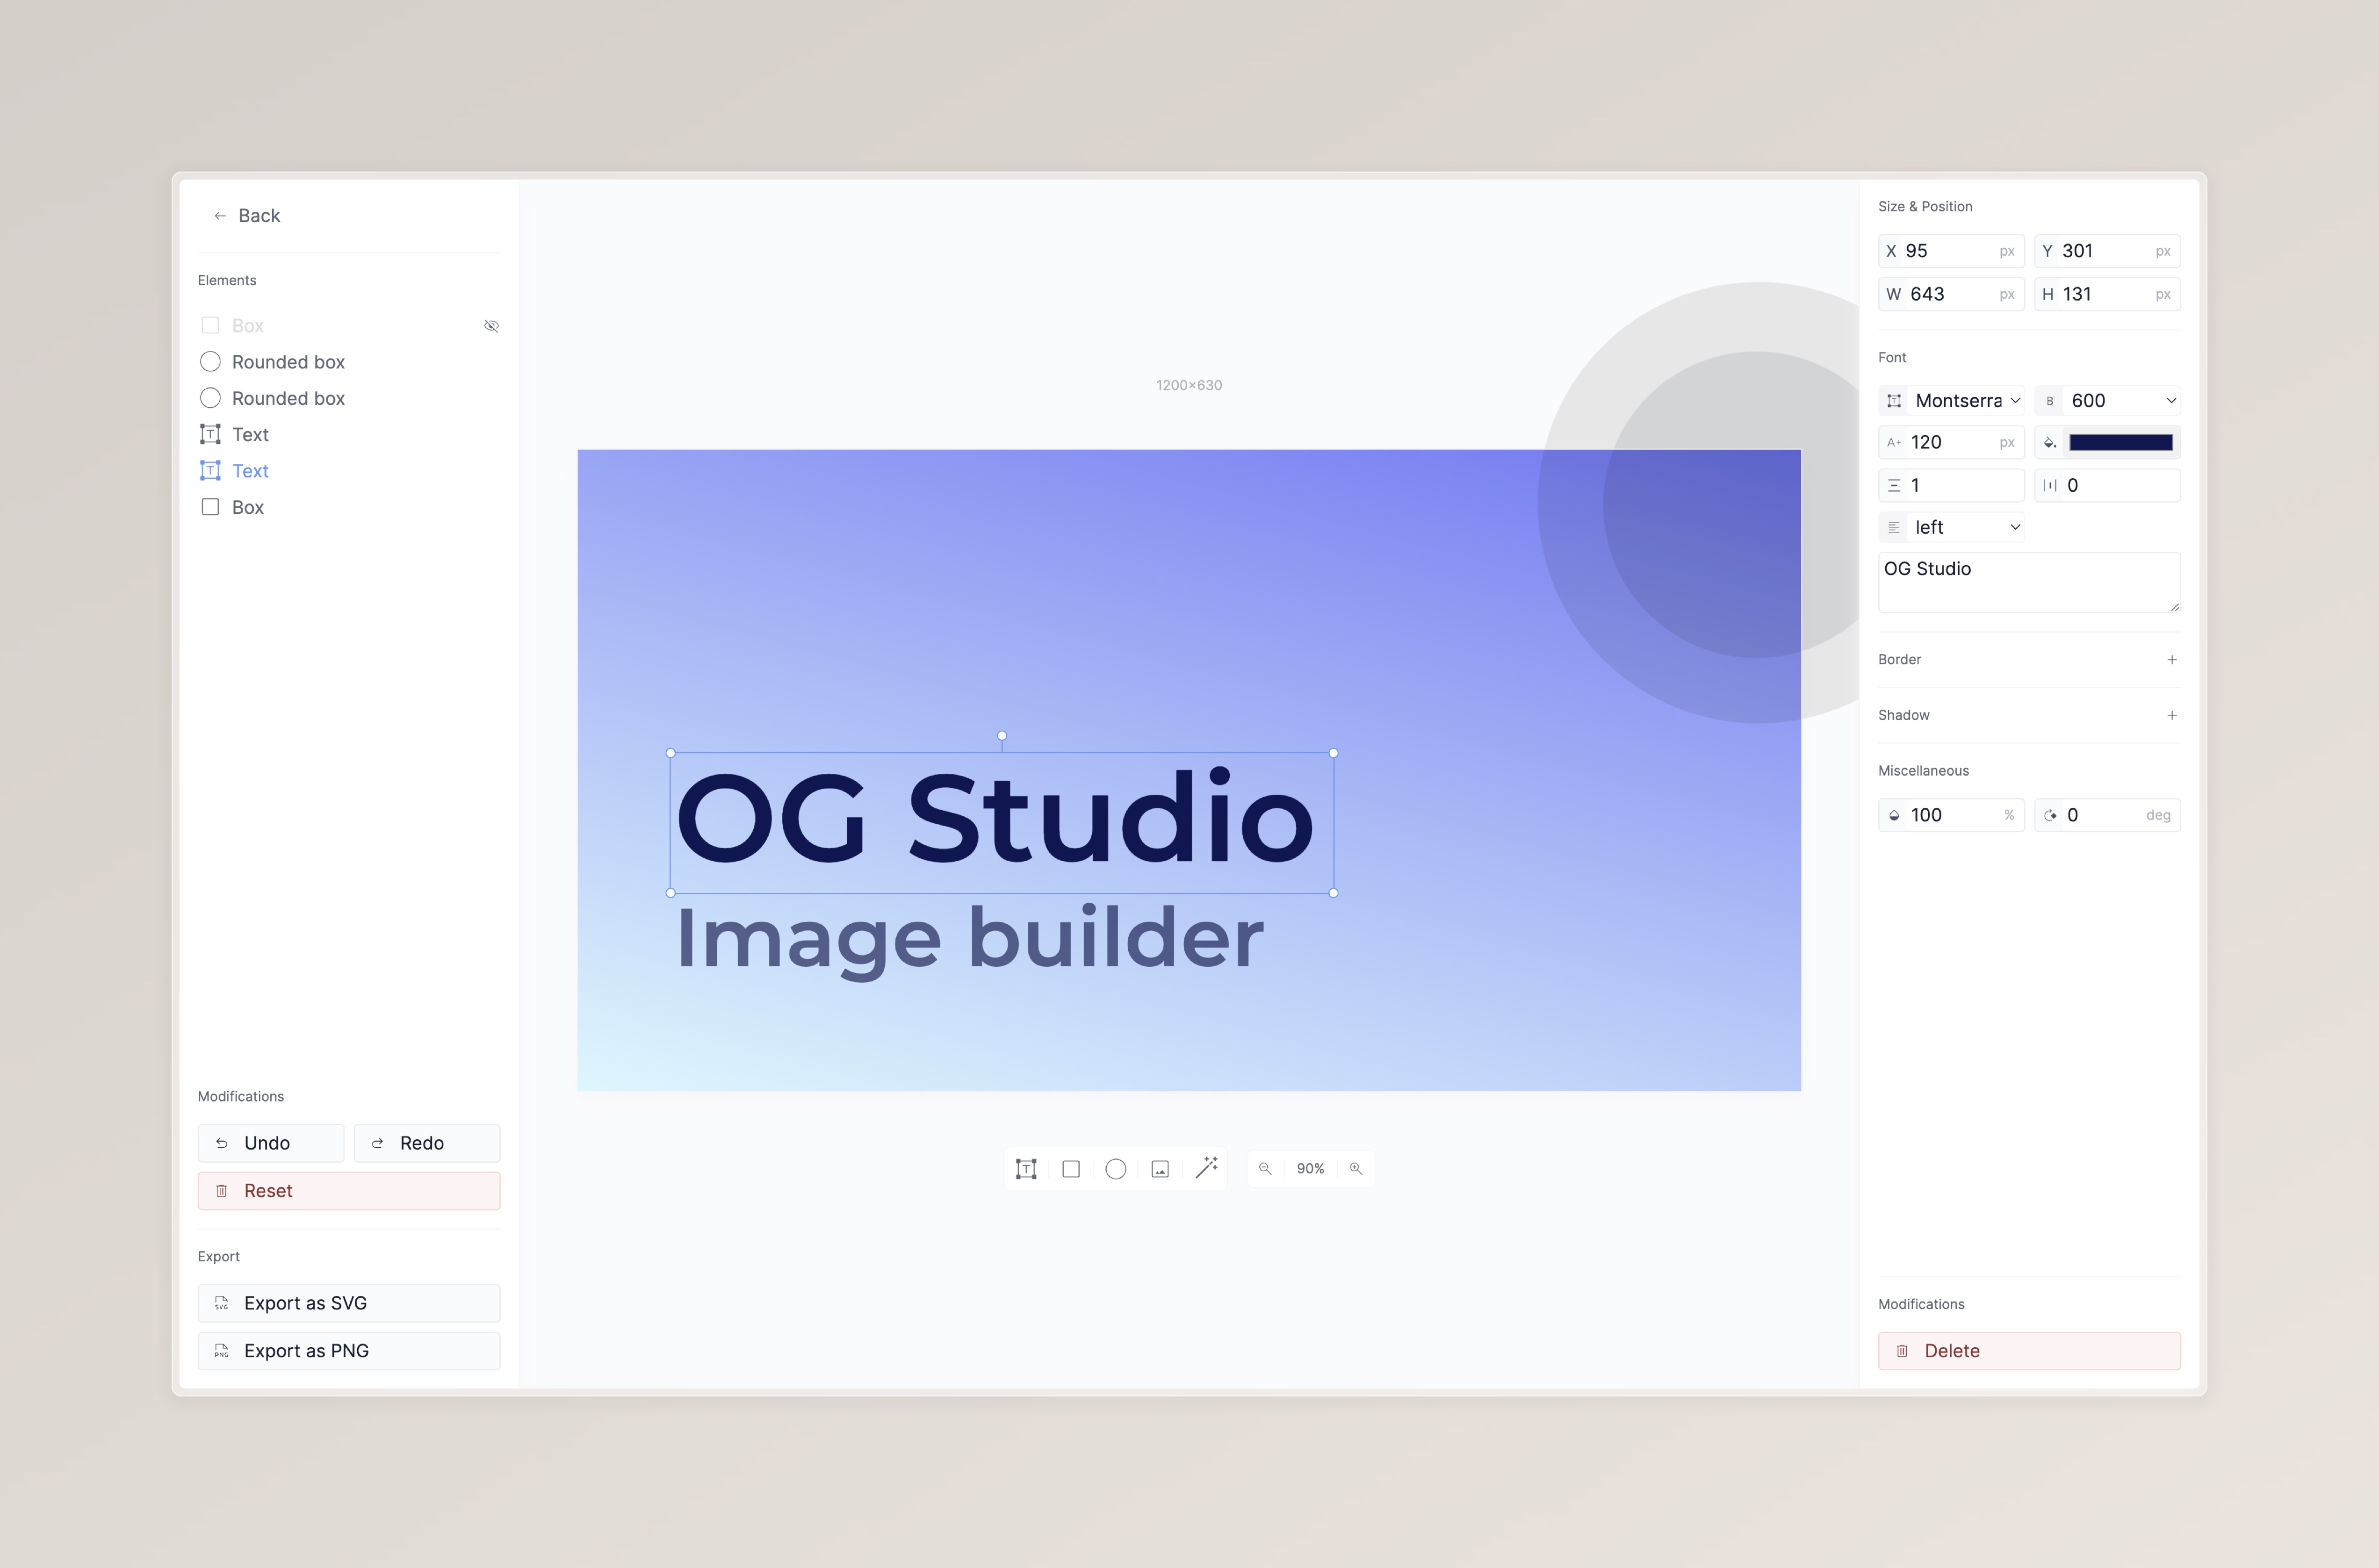 Back
Elements
Box
Rounded box
Rounded box
Text
Text
Box
Modifications
Undo
Redo
Reset
Export
Export as SVG
Export as PNG
1200×630
OG Studio
Image builder
90%
Size & Position
X 95 px
Y 301 px
W 643 px
H 131 px
Font
Montserra
B 600
A+ 120 px
1
0
left
OG Studio
Border
Shadow
Miscellaneous
100 %
0 deg
Modifications
Delete